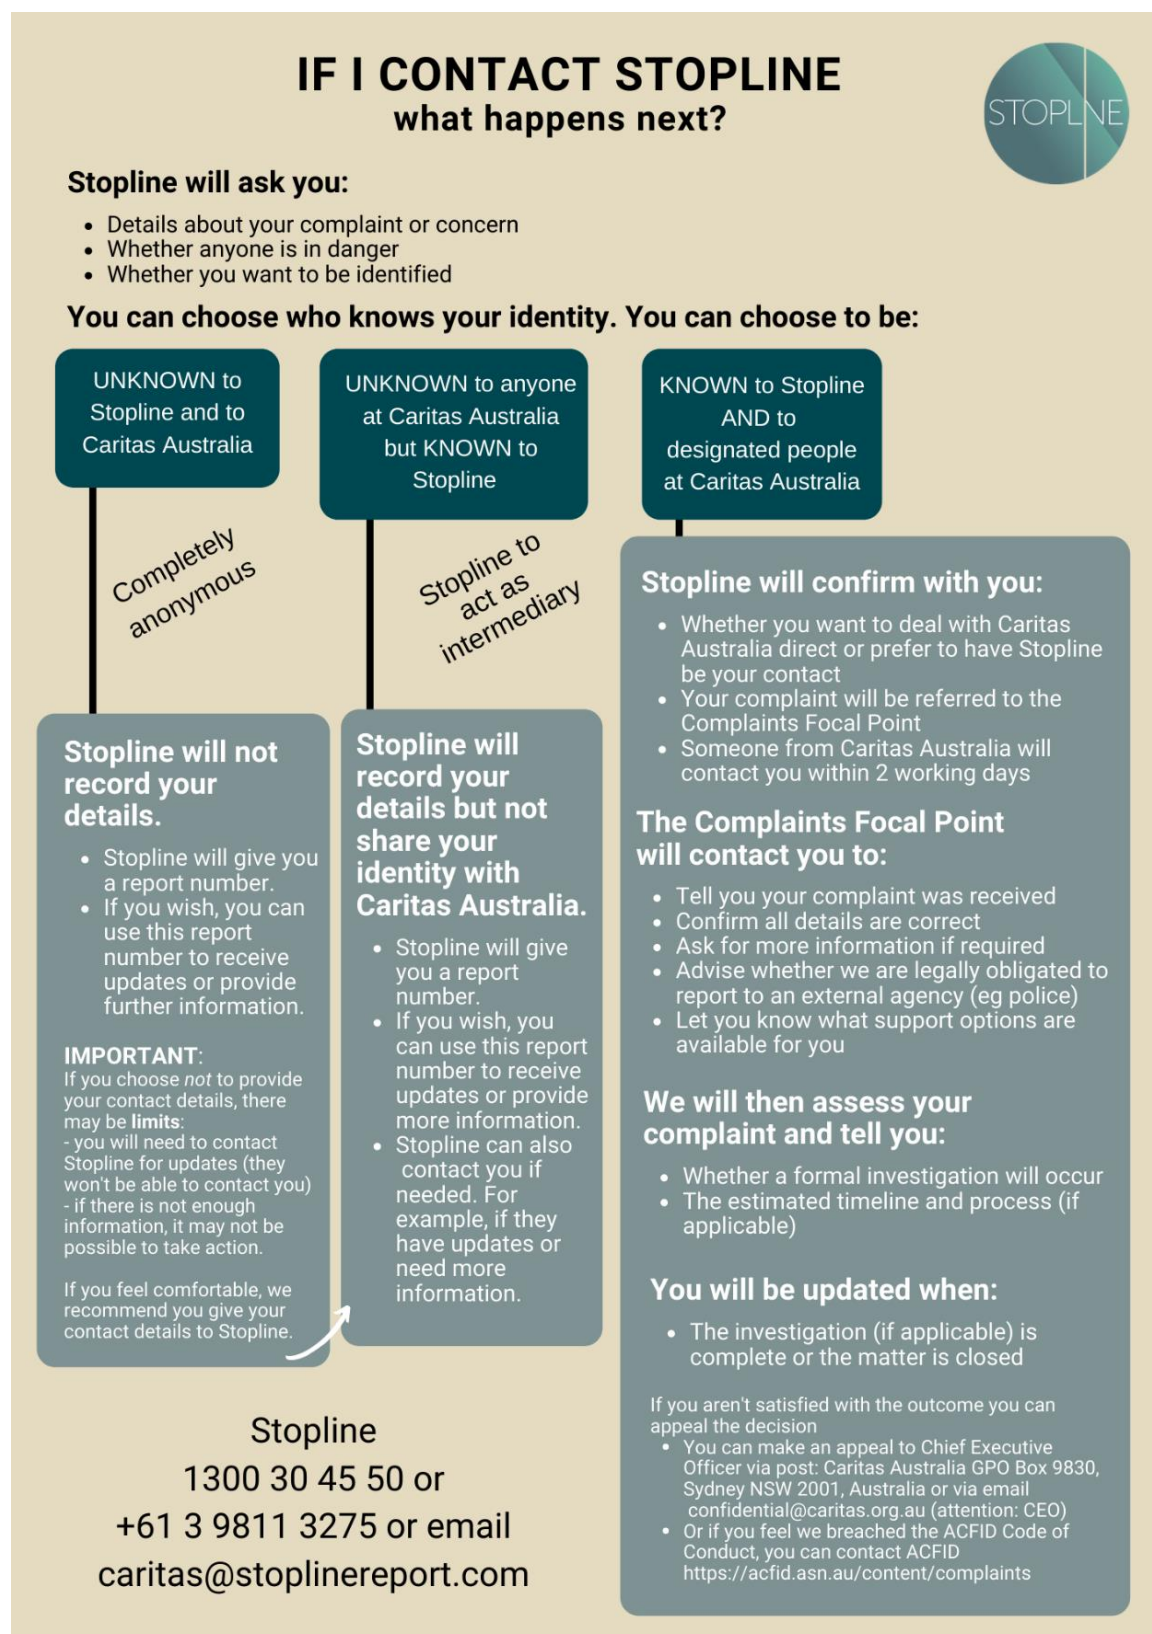 IF I CONTACT STOPLINE
what happens next?
STOPLINE
Stopline will ask you:
• Details about your complaint or concern
• Whether anyone is in danger
• Whether you want to be identified
You can choose who knows your identity. You can choose to be:
UNKNOWN to
Stopline and to
Caritas Australia
Completely
anonymous
Stopline will not
record your
details.
• Stopline will give you
a report number.
• If you wish, you can
use this report
number to receive
updates or provide
further information.
IMPORTANT:
If you choose not to provide
your contact details, there
may be limits:
- you will need to contact
Stopline for updates (they
won't be able to contact you)
- if there is not enough
information, it may not be
possible to take action.
If you feel comfortable, we
recommend you give your
contact details to Stopline.
UNKNOWN to anyone
at Caritas Australia
but KNOWN to
Stopline
Stopline to
act as
intermediary
Stopline will
record your
details but not
share your
identity with
Caritas Australia.
• Stopline will give
you a report
number.
• If you wish, you
can use this report
number to receive
updates or provide
more information.
• Stopline can also
contact you if
needed. For
example, if they
have updates or
need more
information.
KNOWN to Stopline
AND to
designated people
at Caritas Australia
Stopline will confirm with you:
• Whether you want to deal with Caritas
Australia direct or prefer to have Stopline
be your contact
• Your complaint will be referred to the
Complaints Focal Point
• Someone from Caritas Australia will
contact you within 2 working days
The Complaints Focal Point
will contact you to:
• Tell you your complaint was received
• Confirm all details are correct
• Ask for more information if required
• Advise whether we are legally obligated to
report to an external agency (eg police)
• Let you know what support options are
available for you
We will then assess your
complaint and tell you:
• Whether a formal investigation will occur
• The estimated timeline and process (if
applicable)
You will be updated when:
• The investigation (if applicable) is
complete or the matter is closed
If you aren't satisfied with the outcome you can
appeal the decision
• You can make an appeal to Chief Executive
Officer via post: Caritas Australia GPO Box 9830,
Sydney NSW 2001, Australia or via email
confidential@caritas.org.au (attention: CEO)
• Or if you feel we breached the ACFID Code of
Conduct, you can contact ACFID
https://acfid.asn.au/content/complaints
Stopline
1300 30 45 50 or
+61 3 9811 3275 or email
caritas@stoplinereport.com